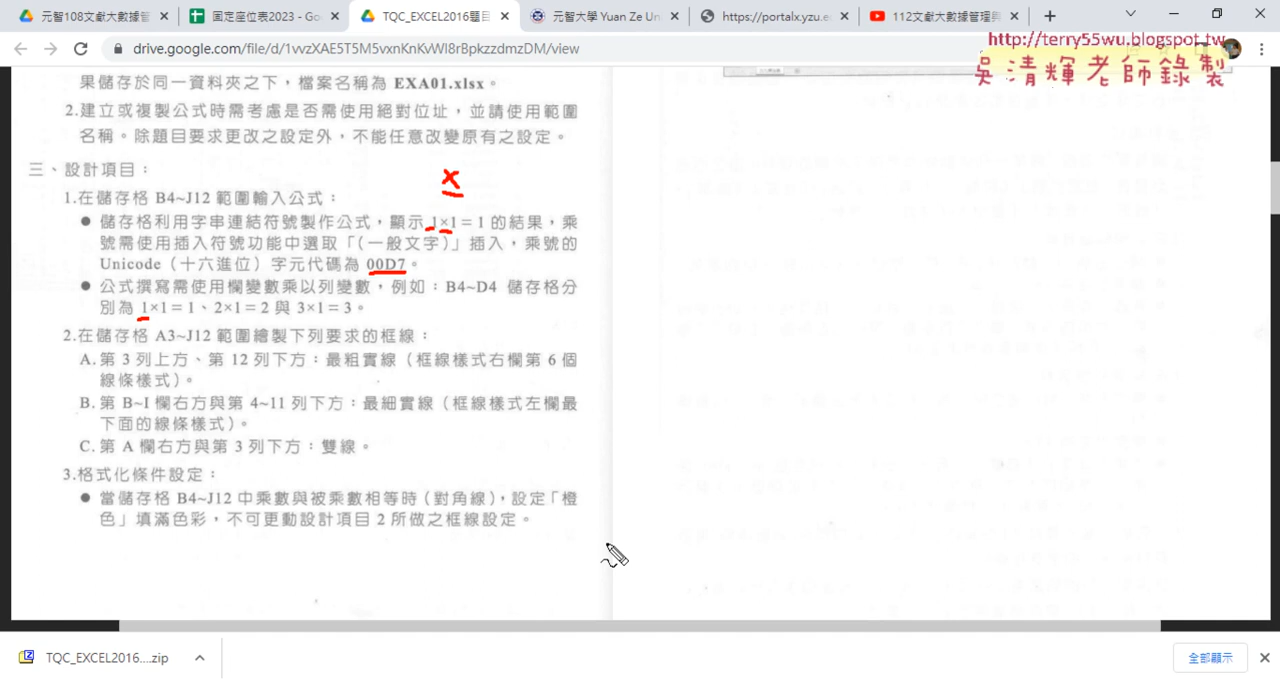 元智108文獻大數據管
固定座位表2023 - Go
TQC_EXCEL2016題目
元智大學 Yuan Ze Un
https://portalx.yzu.e
112文獻大數據管理與
drive.google.com/file/d/1vvzXAE5T5M5vxnKnKvWl8rBpkzzdmzDM/view
http://terry55wu.blogspot.tw
吳清輝老師錄製
果儲存於同一資料夾之下，檔案名稱為 EXA01.xlsx。
2.建立或複製公式時需考慮是否需使用絕對位址，並請使用範圍
名稱。除題目要求更改之設定外，不能任意改變原有之設定。
三、設計項目：
x
1.在儲存格 B4~J12 範圍輸入公式：
● 儲存格利用字串連結符號製作公式，顯示 1×1＝1 的結果，乘
號需使用插入符號功能中選取「（一般文字）」插入，乘號的
Unicode（十六進位）字元代碼為 00D7。
● 公式撰寫需使用欄變數乘以列變數，例如：B4~D4 儲存格分
別為 1×1＝1、2×1＝2 與 3×1＝3。
2.在儲存格 A3~J12 範圍繪製下列要求的框線：
A.第 3 列上方、第 12 列下方：最粗實線（框線樣式右欄第 6 個
線條樣式）。
B.第 B~I 欄右方與第 4~11 列下方：最細實線（框線樣式左欄最
下面的線條樣式）。
C.第 A 欄右方與第 3 列下方：雙線。
3.格式化條件設定：
● 當儲存格 B4~J12 中乘數與被乘數相等時（對角線），設定「橙
色」填滿色彩，不可更動設計項目 2 所做之框線設定。
TQC_EXCEL2016....zip
全部顯示